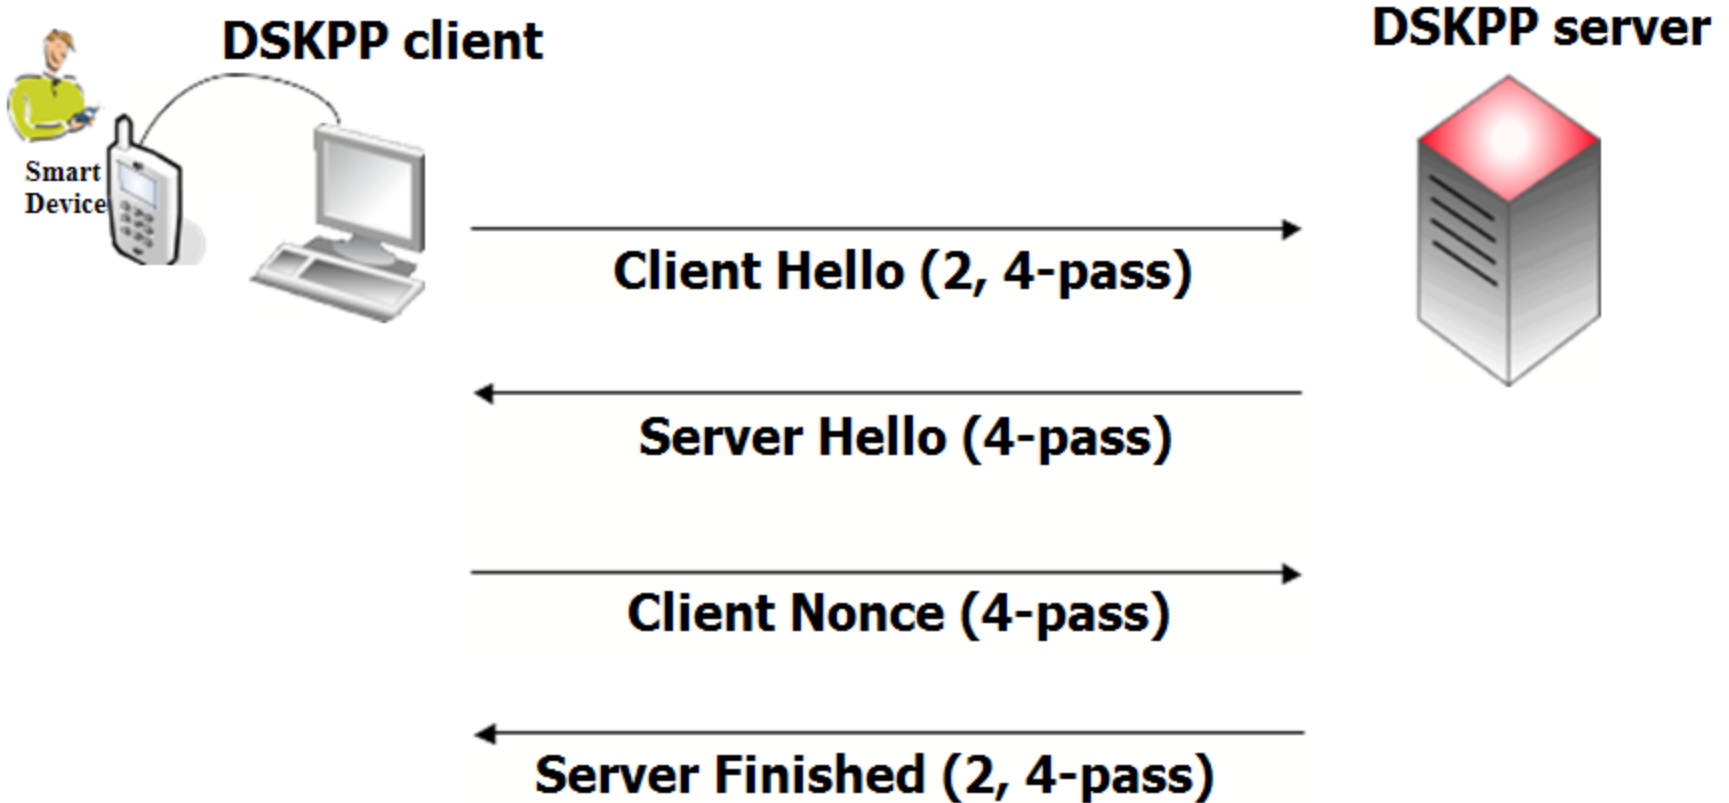 DSKPP client
DSKPP server
Smart
Device
Client Hello (2, 4-pass)
Server Hello (4-pass)
Client Nonce (4-pass)
Server Finished (2, 4-pass)